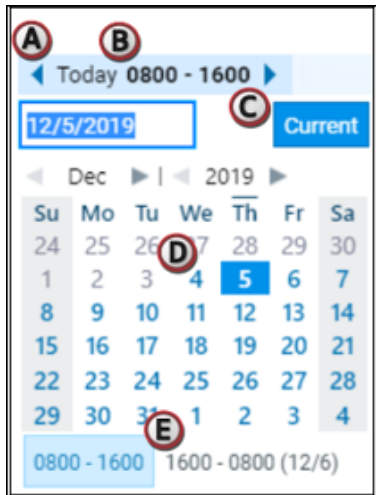 A B
Today 0800 - 1600
C
12/5/2019 Current
Dec | 2019
Su Mo Tu We Th Fr Sa
24 25 26 27 28 29 30
D
1 2 3 4 5 6 7
8 9 10 11 12 13 14
15 16 17 18 19 20 21
22 23 24 25 26 27 28
29 30 31 1 2 3 4
E
0800 - 1600 1600 - 0800 (12/6)